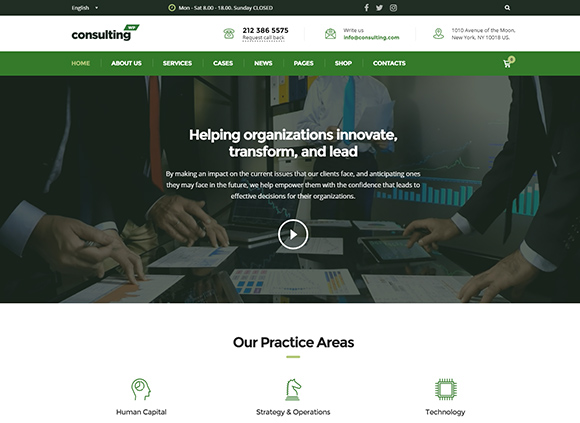 English
Mon - Sat 8.00 - 18.00. Sunday CLOSED
consulting WP
212 386 5575
Request call back
Write us
info@consulting.com
1010 Avenue of the Moon,
New York, NY 10018 US.
HOME ABOUT US SERVICES CASES NEWS PAGES SHOP CONTACTS
0
Helping organizations innovate,
transform, and lead
By making an impact on the current issues that our clients face, and anticipating ones
they may face in the future, we help empower them with the confidence that leads to
effective decisions for their organizations.
Our Practice Areas
Human Capital
Strategy & Operations
Technology